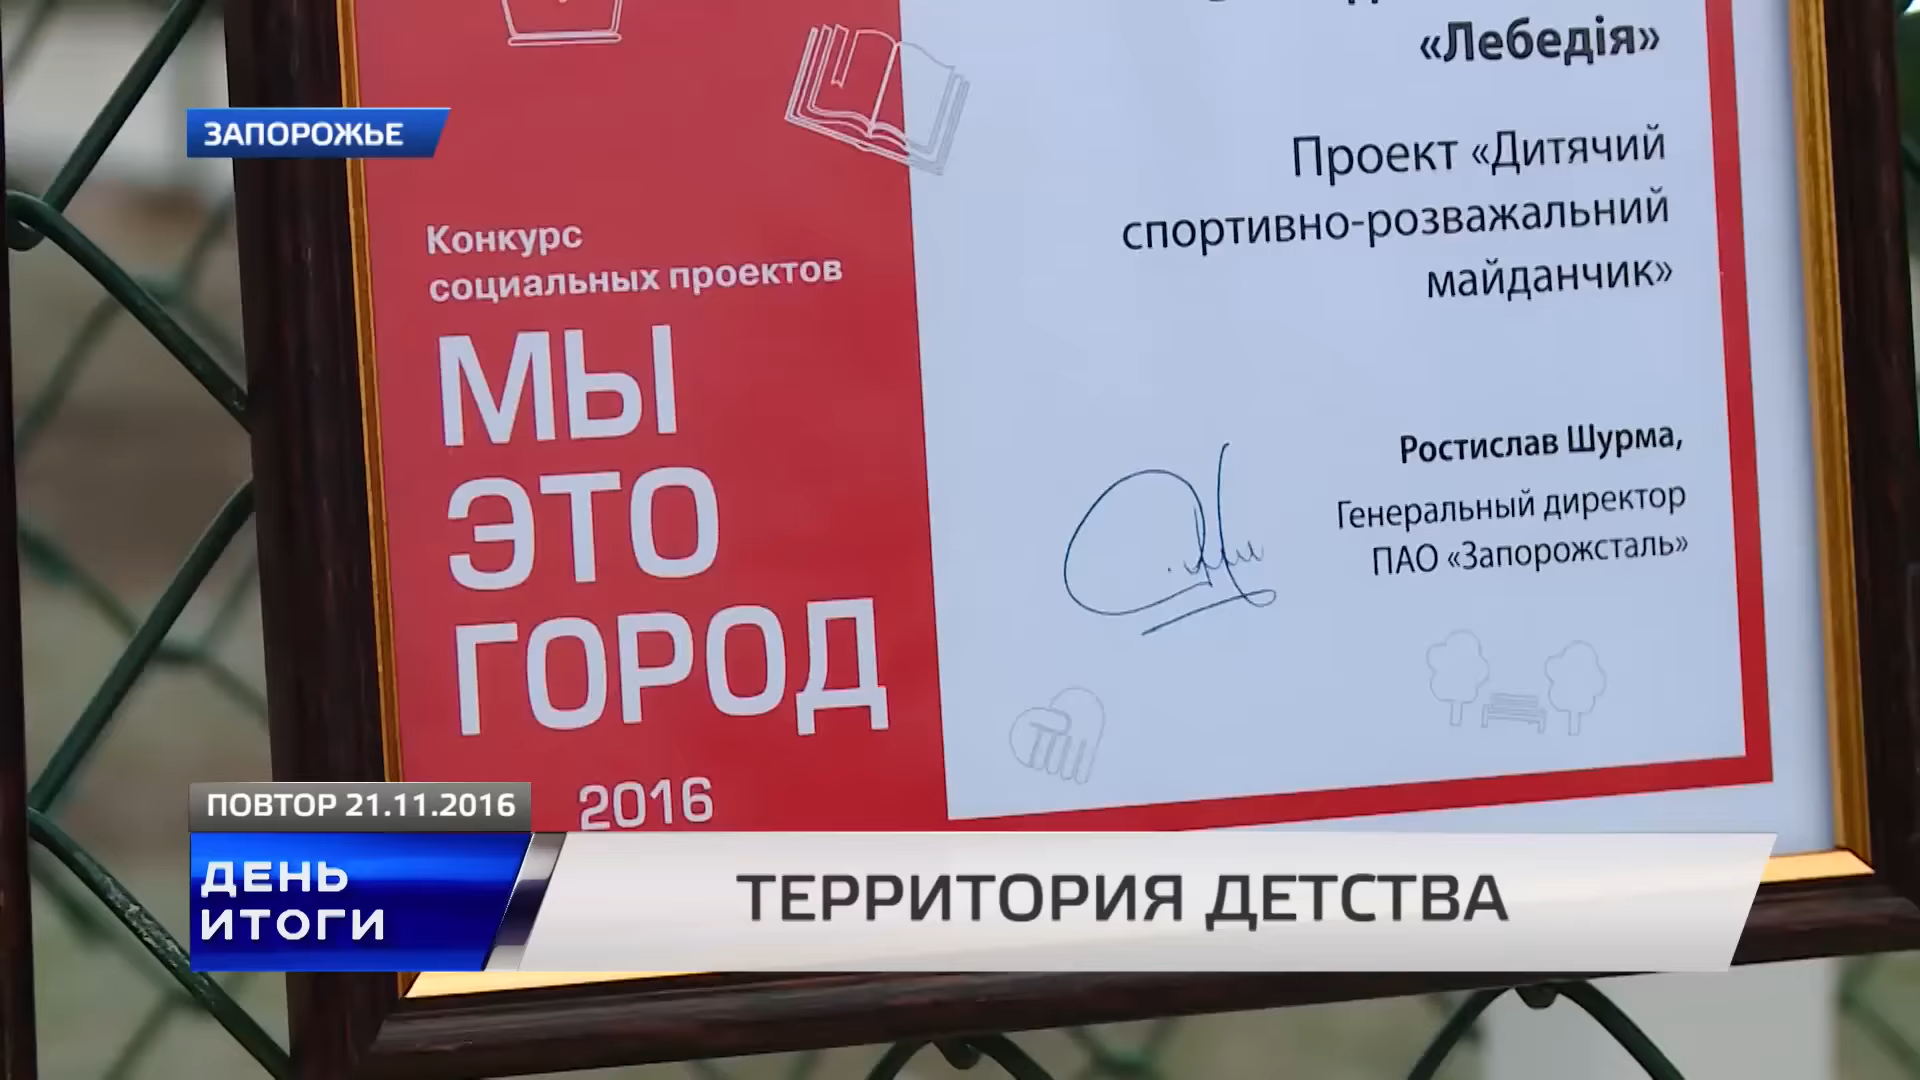 «Лебедія»
ЗАПОРОЖЬЕ
Проект «Дитячий
спортивно-розважальний
майданчик»
Конкурс
социальных проектов
МЫ
ЭТО
ГОРОД
2016
Ростислав Шурма,
Генеральный директор
ПАО «Запорожсталь»
ПОВТОР 21.11.2016
ДЕНЬ
ИТОГИ
ТЕРРИТОРИЯ ДЕТСТВА